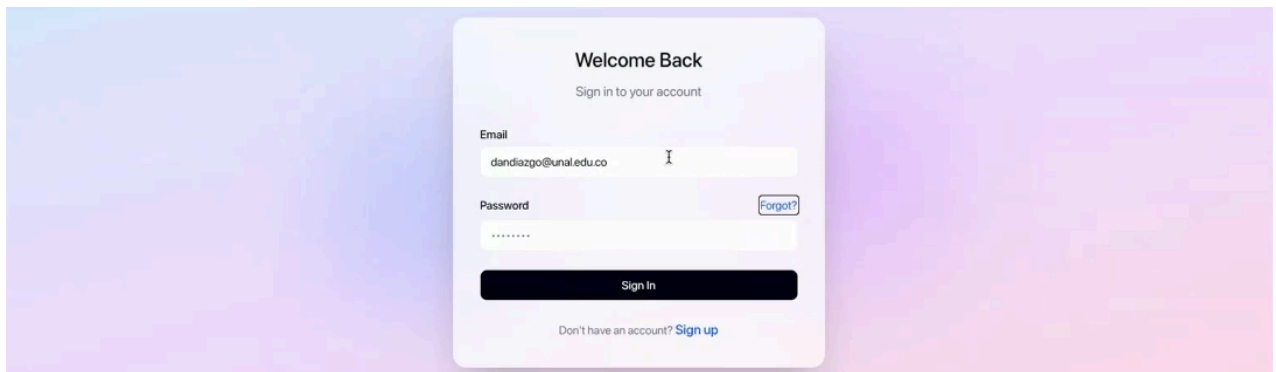 Welcome Back
Sign in to your account
Email
dandiazgo@unal.edu.co
Password Forgot?
········
Sign In
Don't have an account? Sign up